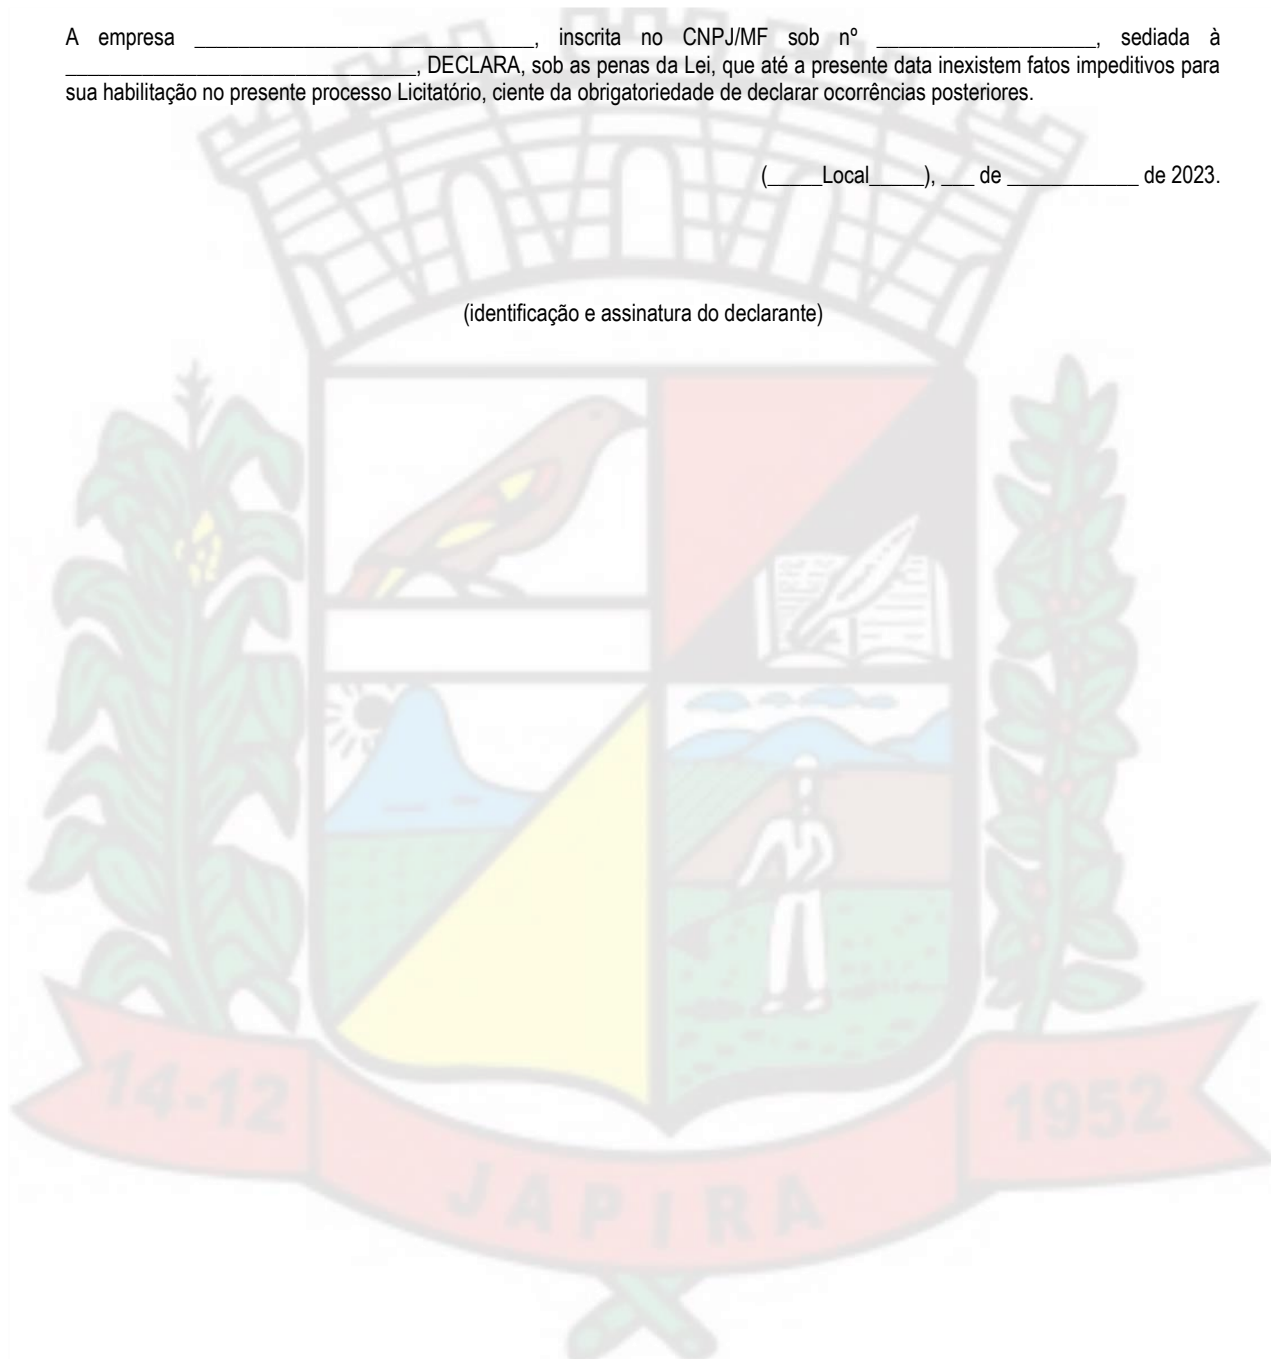 A empresa _______________________________, inscrita no CNPJ/MF sob nº ____________________, sediada à
________________________________, DECLARA, sob as penas da Lei, que até a presente data inexistem fatos impeditivos para
sua habilitação no presente processo Licitatório, ciente da obrigatoriedade de declarar ocorrências posteriores.
(_____Local_____), ___ de ____________ de 2023.
(identificação e assinatura do declarante)
14-12
1952
JAPIRA